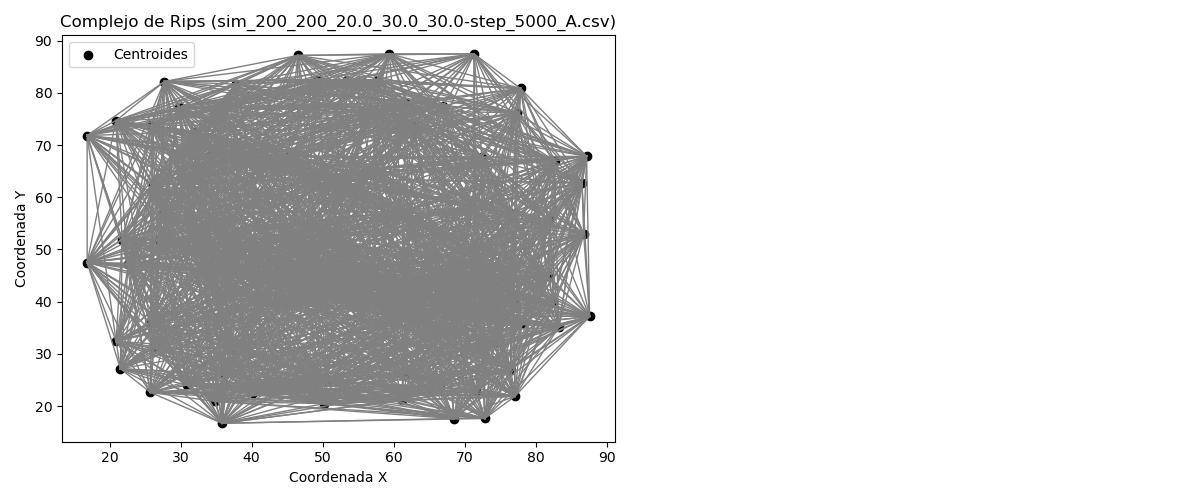 Complejo de Rips (sim_200_200_20.0_30.0_30.0-step_5000_A.csv)
Centroides
90
80
70
60
50
40
30
20
Coordenada Y
20 30 40 50 60 70 80 90
Coordenada X